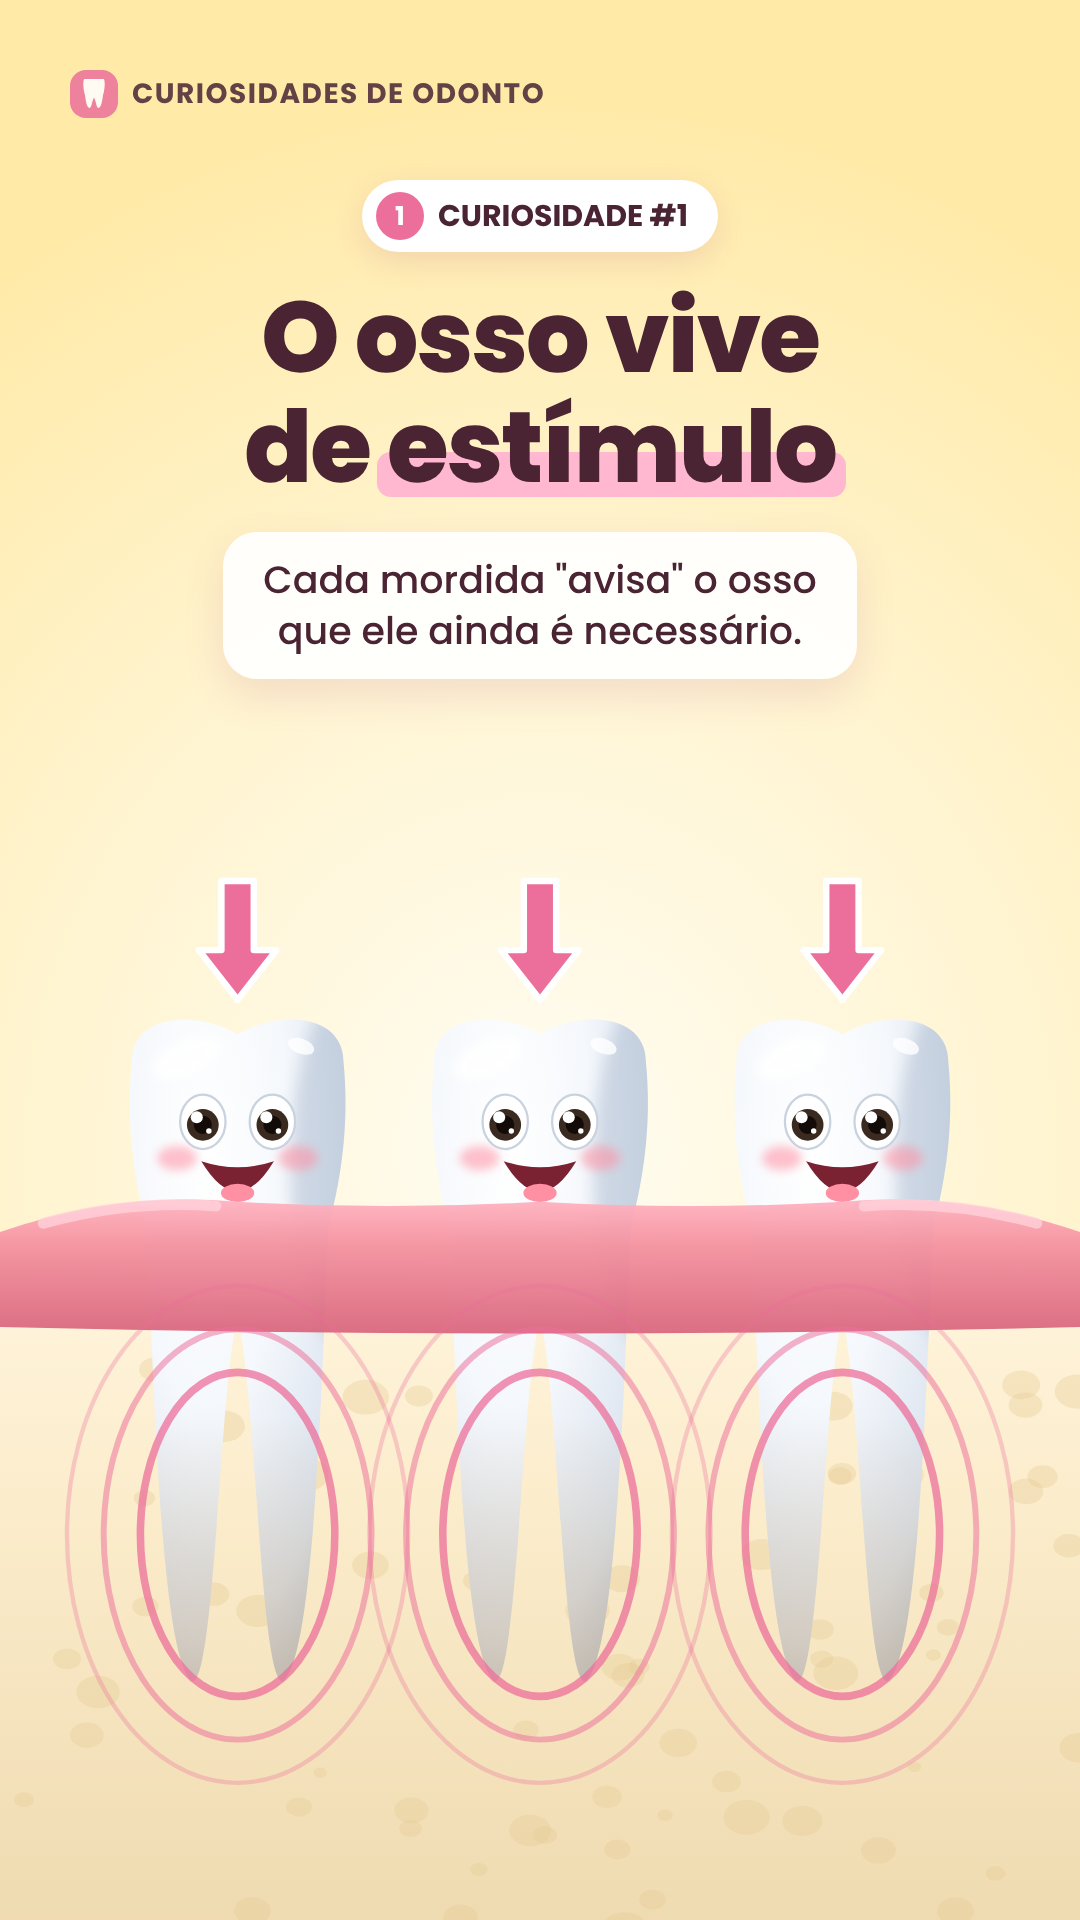 CURIOSIDADES DE ODONTO
1 CURIOSIDADE #1
O osso vive
de estímulo
Cada mordida "avisa" o osso
que ele ainda é necessário.